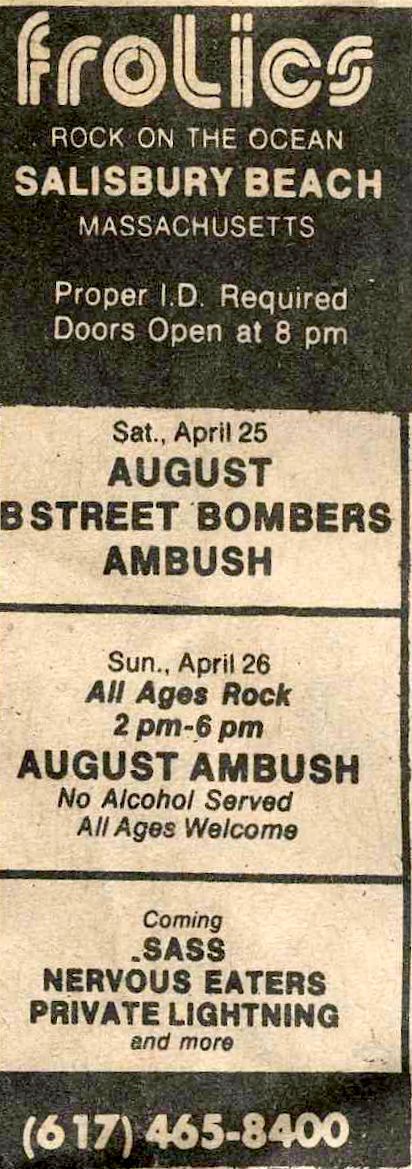 froLics
ROCK ON THE OCEAN
SALISBURY BEACH
MASSACHUSETTS
Proper I.D. Required
Doors Open at 8 pm
Sat., April 25
AUGUST
B STREET BOMBERS
AMBUSH
Sun., April 26
All Ages Rock
2 pm-6 pm
AUGUST AMBUSH
No Alcohol Served
All Ages Welcome
Coming
SASS
NERVOUS EATERS
PRIVATE LIGHTNING
and more
(617) 465-8400